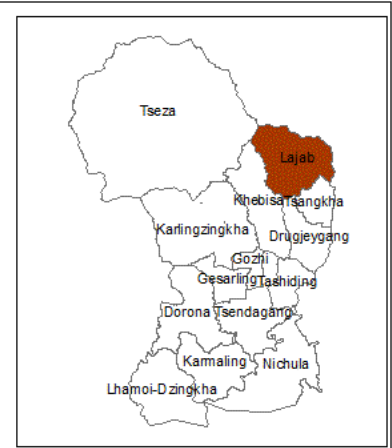 Tseza
Lajab
Khebisa Tsangkha
Karlingzingkha
Drugjeygang
Gozhi
Gesarling Tashiding
Dorona Tsendagang
Karmaling
Nichula
Lhamoi-Dzingkha